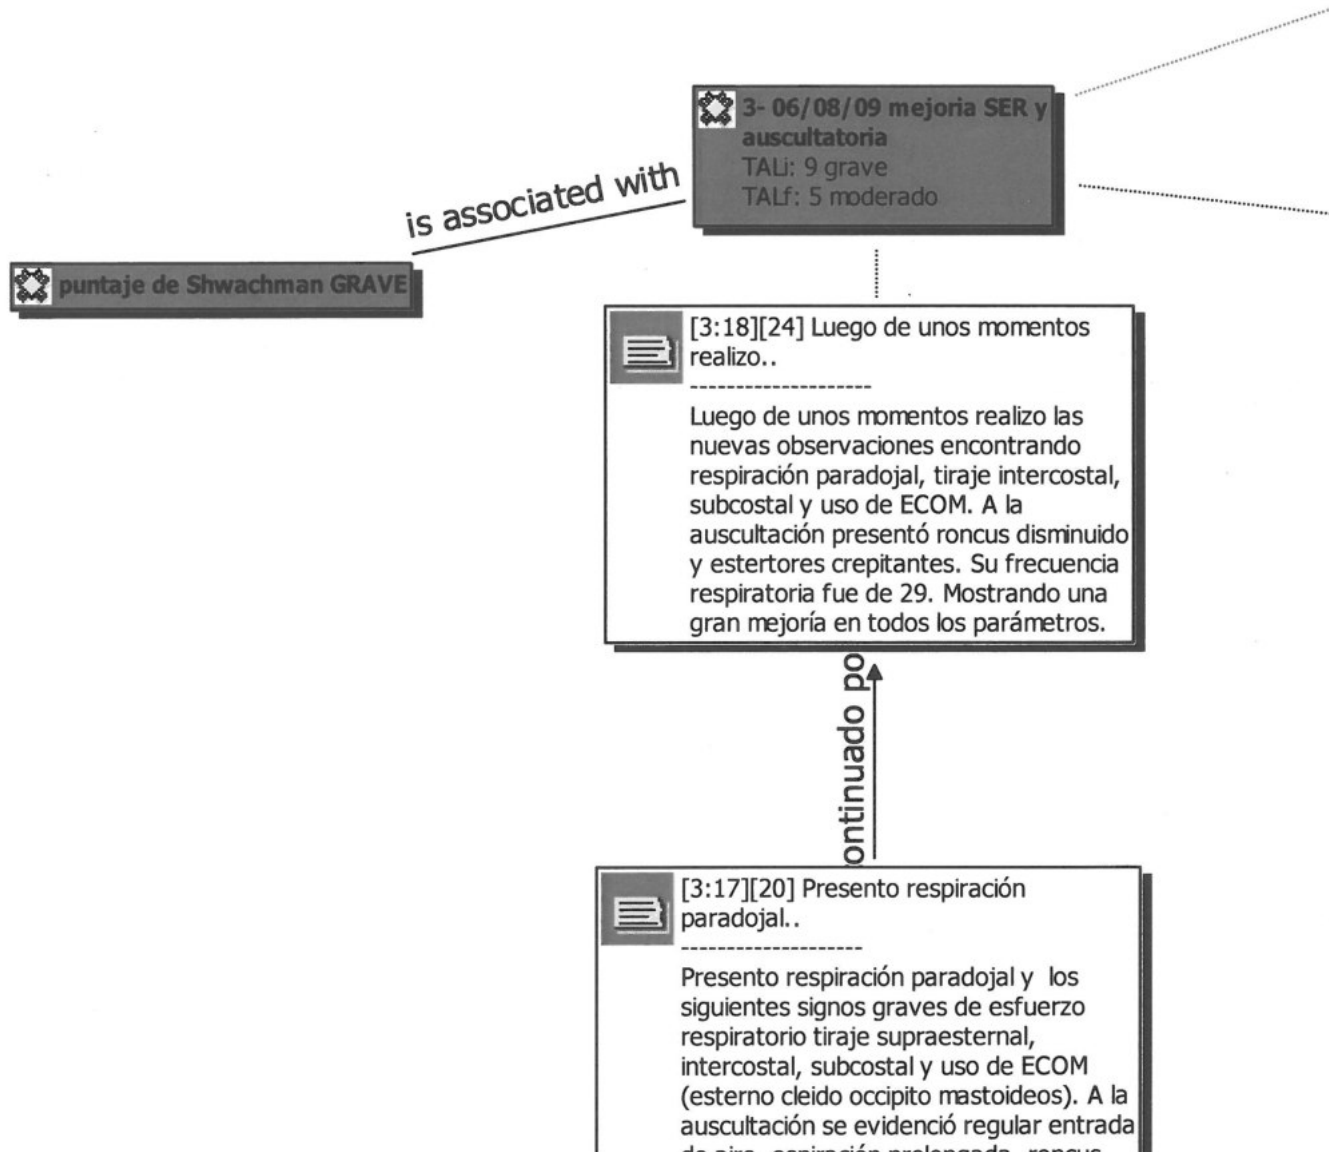 3- 06/08/09 mejoria SER y
auscultatoria
TALi: 9 grave
TALf: 5 moderado
is associated with
puntaje de Shwachman GRAVE
[3:18][24] Luego de unos momentos
realizo..
--------------------
Luego de unos momentos realizo las
nuevas observaciones encontrando
respiración paradojal, tiraje intercostal,
subcostal y uso de ECOM. A la
auscultación presentó roncus disminuido
y estertores crepitantes. Su frecuencia
respiratoria fue de 29. Mostrando una
gran mejoría en todos los parámetros.
ontinuado po
[3:17][20] Presento respiración
paradojal..
--------------------
Presento respiración paradojal y los
siguientes signos graves de esfuerzo
respiratorio tiraje supraesternal,
intercostal, subcostal y uso de ECOM
(esterno cleido occipito mastoideos). A la
auscultación se evidenció regular entrada
de aire, espiración prolongada, roncus